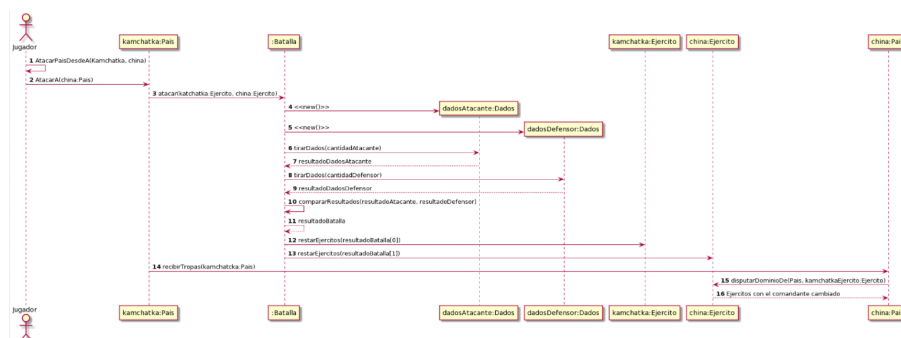 Jugador
kamchatka:Pais
:Batalla
kamchatka:Ejercito
china:Ejercito
china:Pai
1 AtacarPaisDesdeA(Kamchatka, china)
2 AtacarA(china:Pais)
3 atacar(katchatka:Ejercito, china:Ejercito)
4 <<new()>>
dadosAtacante:Dados
5 <<new()>>
dadosDefensor:Dados
6 tirarDados(cantidadAtacante)
7 resultadoDadosAtacante
8 tirarDados(cantidadDefensor)
9 resultadoDadosDefensor
10 compararResultados(resultadoAtacante, resultadoDefensor)
11 resultadoBatalla
12 restarEjercitos(resultadoBatalla[0])
13 restarEjercitos(resultadoBatalla[1])
14 recibirTropas(kamchatcka:Pais)
15 disputarDominioDe(Pais, kamchatkaEjercito:Ejercito)
16 Ejercitos con el comandante cambiado
Jugador
kamchatka:Pais
:Batalla
dadosAtacante:Dados
dadosDefensor:Dados
kamchatka:Ejercito
china:Ejercito
china:Pai